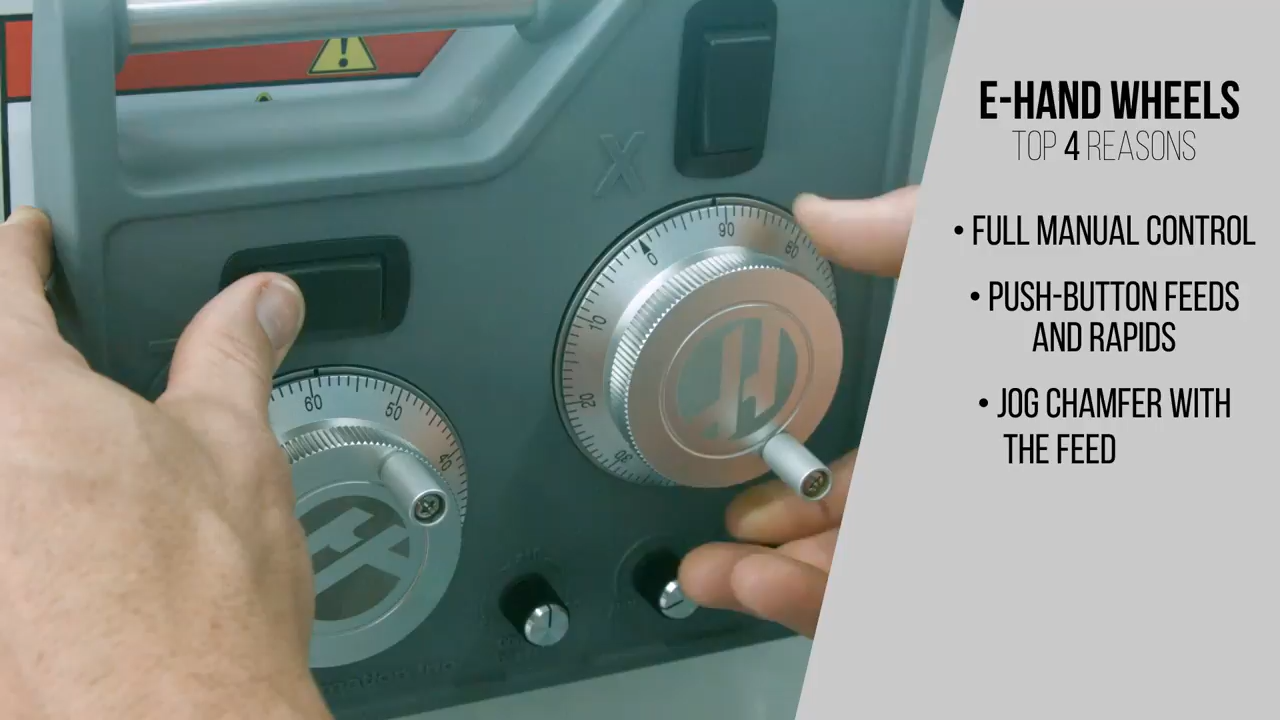 E-HAND WHEELS
TOP 4 REASONS
• FULL MANUAL CONTROL
• PUSH-BUTTON FEEDS
AND RAPIDS
• JOG CHAMFER WITH
THE FEED
X
90
80
0
10
20
30
60
50
40